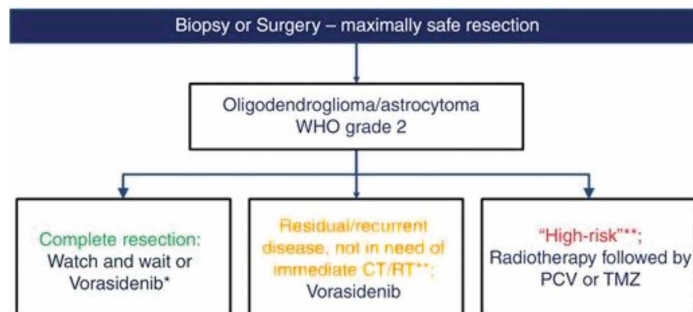 Biopsy or Surgery – maximally safe resection
Oligodendroglioma/astrocytoma
WHO grade 2
Complete resection:
Watch and wait or
Vorasidenib*
Residual/recurrent
disease, not in need of
immediate CT/RT**;
Vorasidenib
“High-risk”**;
Radiotherapy followed by
PCV or TMZ